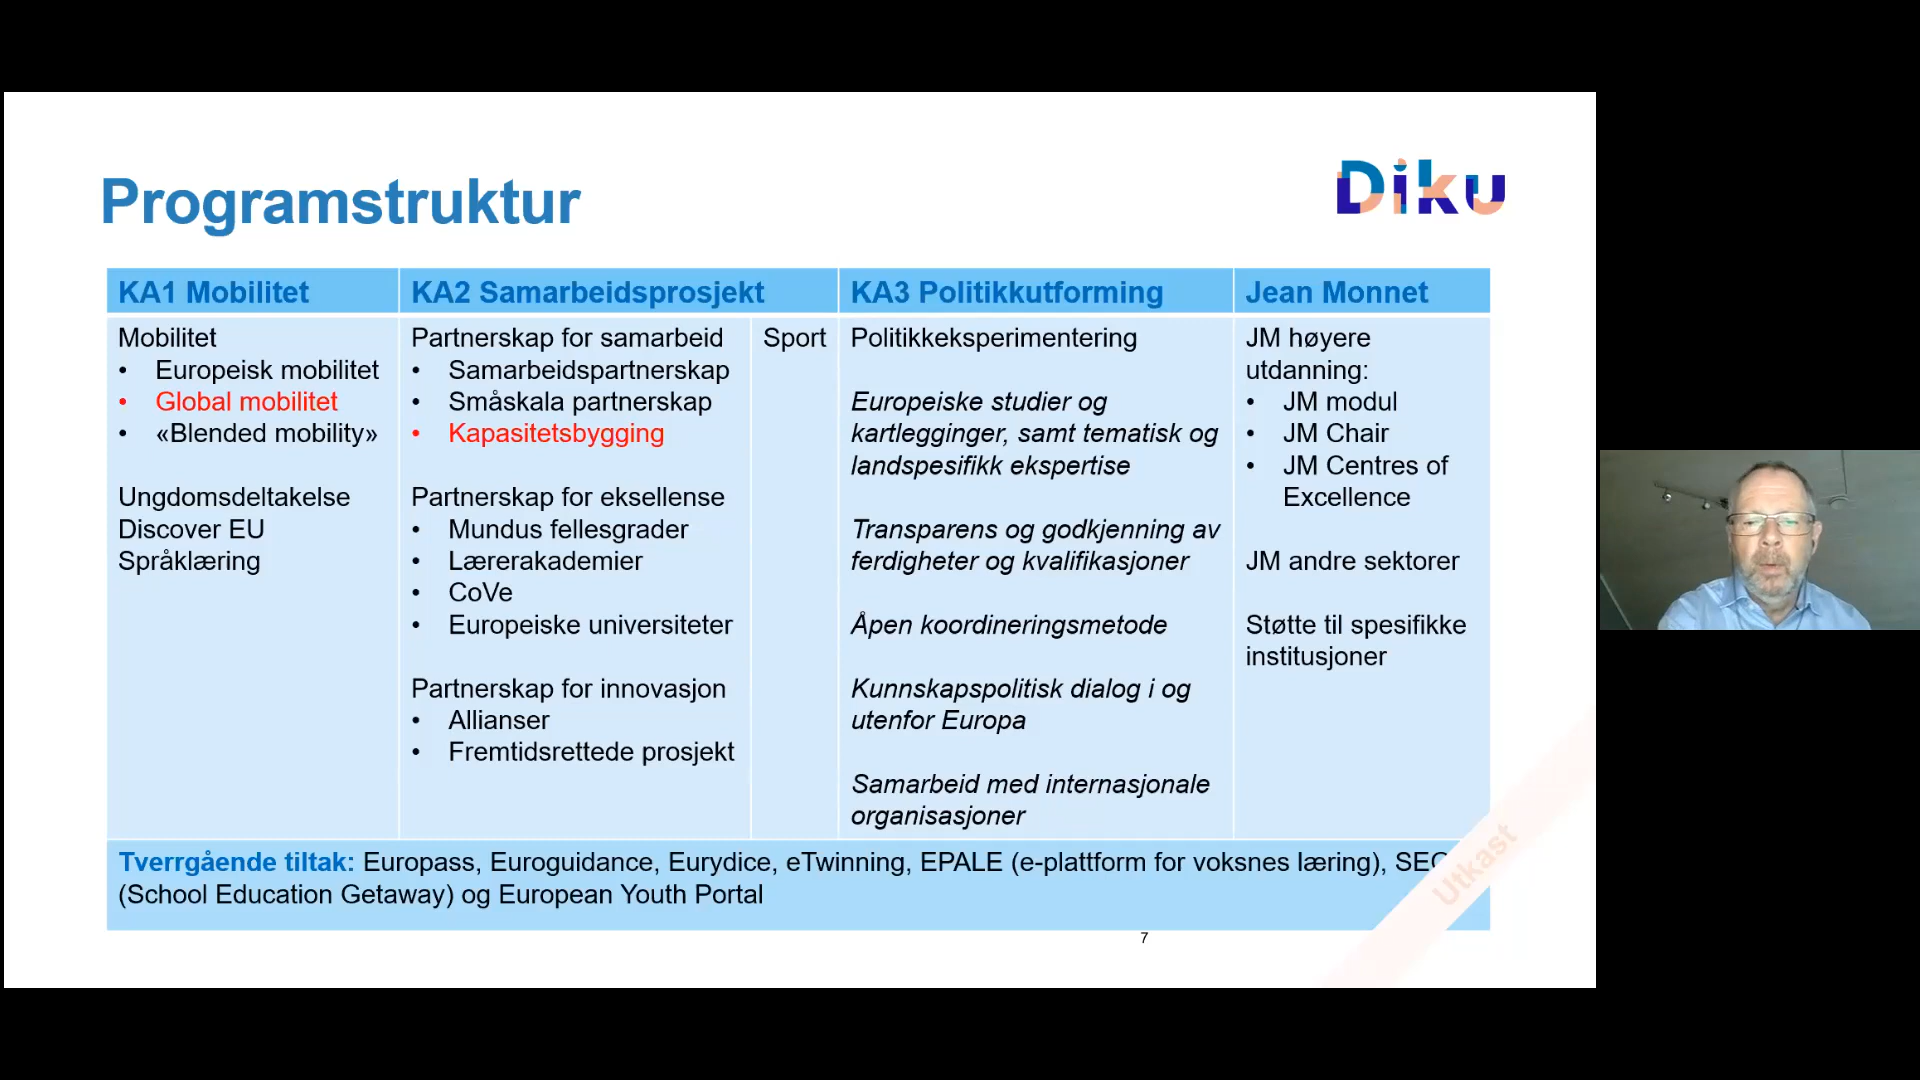 Programstruktur
Diku
KA1 Mobilitet
Mobilitet
• Europeisk mobilitet
• Global mobilitet
• «Blended mobility»
Ungdomsdeltakelse
Discover EU
Språklæring
KA2 Samarbeidsprosjekt
Partnerskap for samarbeid
• Samarbeidspartnerskap
• Småskala partnerskap
• Kapasitetsbygging
Partnerskap for eksellense
• Mundus fellesgrader
• Lærerakademier
• CoVe
• Europeiske universiteter
Partnerskap for innovasjon
• Allianser
• Fremtidsrettede prosjekt
Sport
KA3 Politikkutforming
Politikkeksperimentering
Europeiske studier og
kartlegginger, samt tematisk og
landspesifikk ekspertise
Transparens og godkjenning av
ferdigheter og kvalifikasjoner
Åpen koordineringsmetode
Kunnskapspolitisk dialog i og
utenfor Europa
Samarbeid med internasjonale
organisasjoner
Jean Monnet
JM høyere
utdanning:
• JM modul
• JM Chair
• JM Centres of
Excellence
JM andre sektorer
Støtte til spesifikke
institusjoner
Tverrgående tiltak: Europass, Euroguidance, Eurydice, eTwinning, EPALE (e-plattform for voksnes læring), SEG
(School Education Getaway) og European Youth Portal
Utkast
7